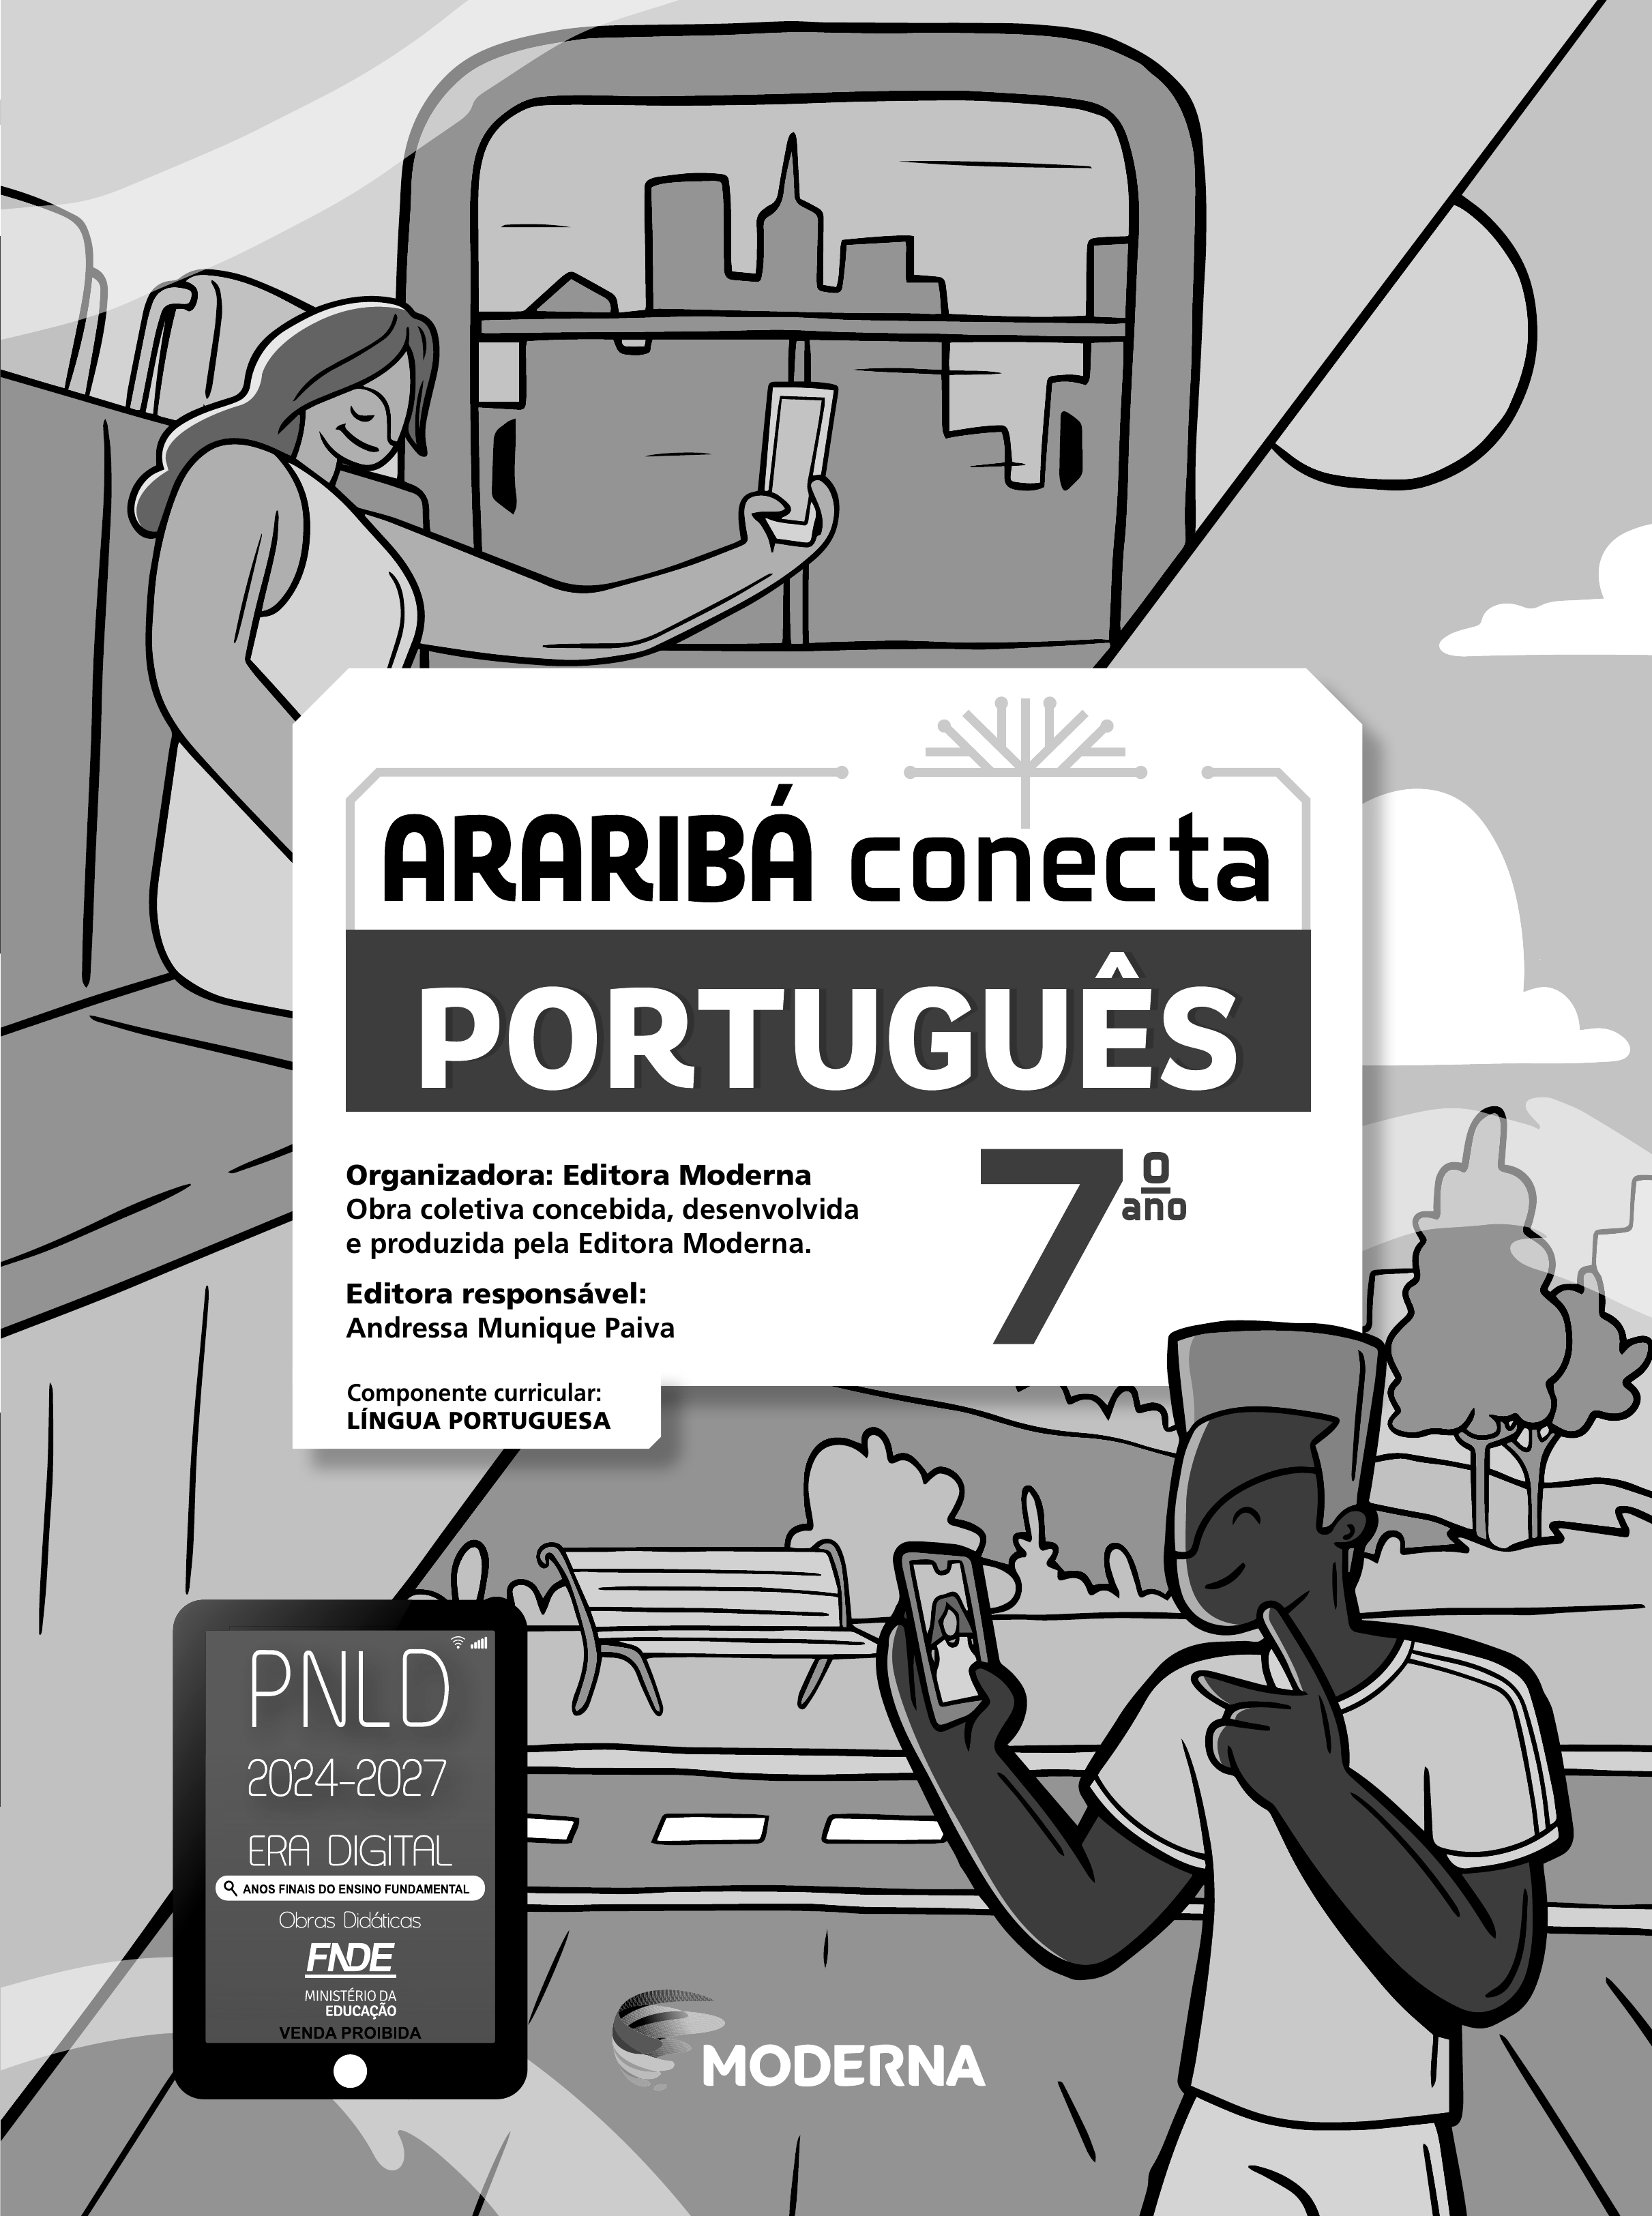 ARARIBÁ conecta
PORTUGUÊS
Organizadora: Editora Moderna
Obra coletiva concebida, desenvolvida
e produzida pela Editora Moderna.
Editora responsável:
Andressa Munique Paiva
7º
ano
Componente curricular:
LÍNGUA PORTUGUESA
PNLD
2024-2027
ERA DIGITAL
ANOS FINAIS DO ENSINO FUNDAMENTAL
Obras Didáticas
FNDE
MINISTÉRIO DA
EDUCAÇÃO
VENDA PROIBIDA
MODERNA